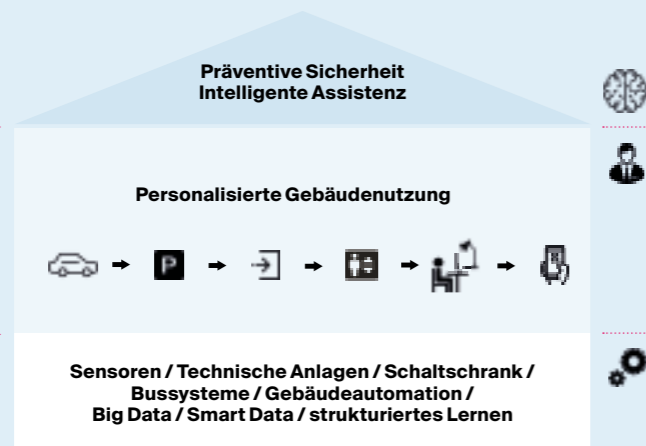 Präventive Sicherheit
Intelligente Assistenz
Personalisierte Gebäudenutzung
P
Sensoren / Technische Anlagen / Schaltschrank /
Bussysteme / Gebäudeautomation /
Big Data / Smart Data / strukturiertes Lernen